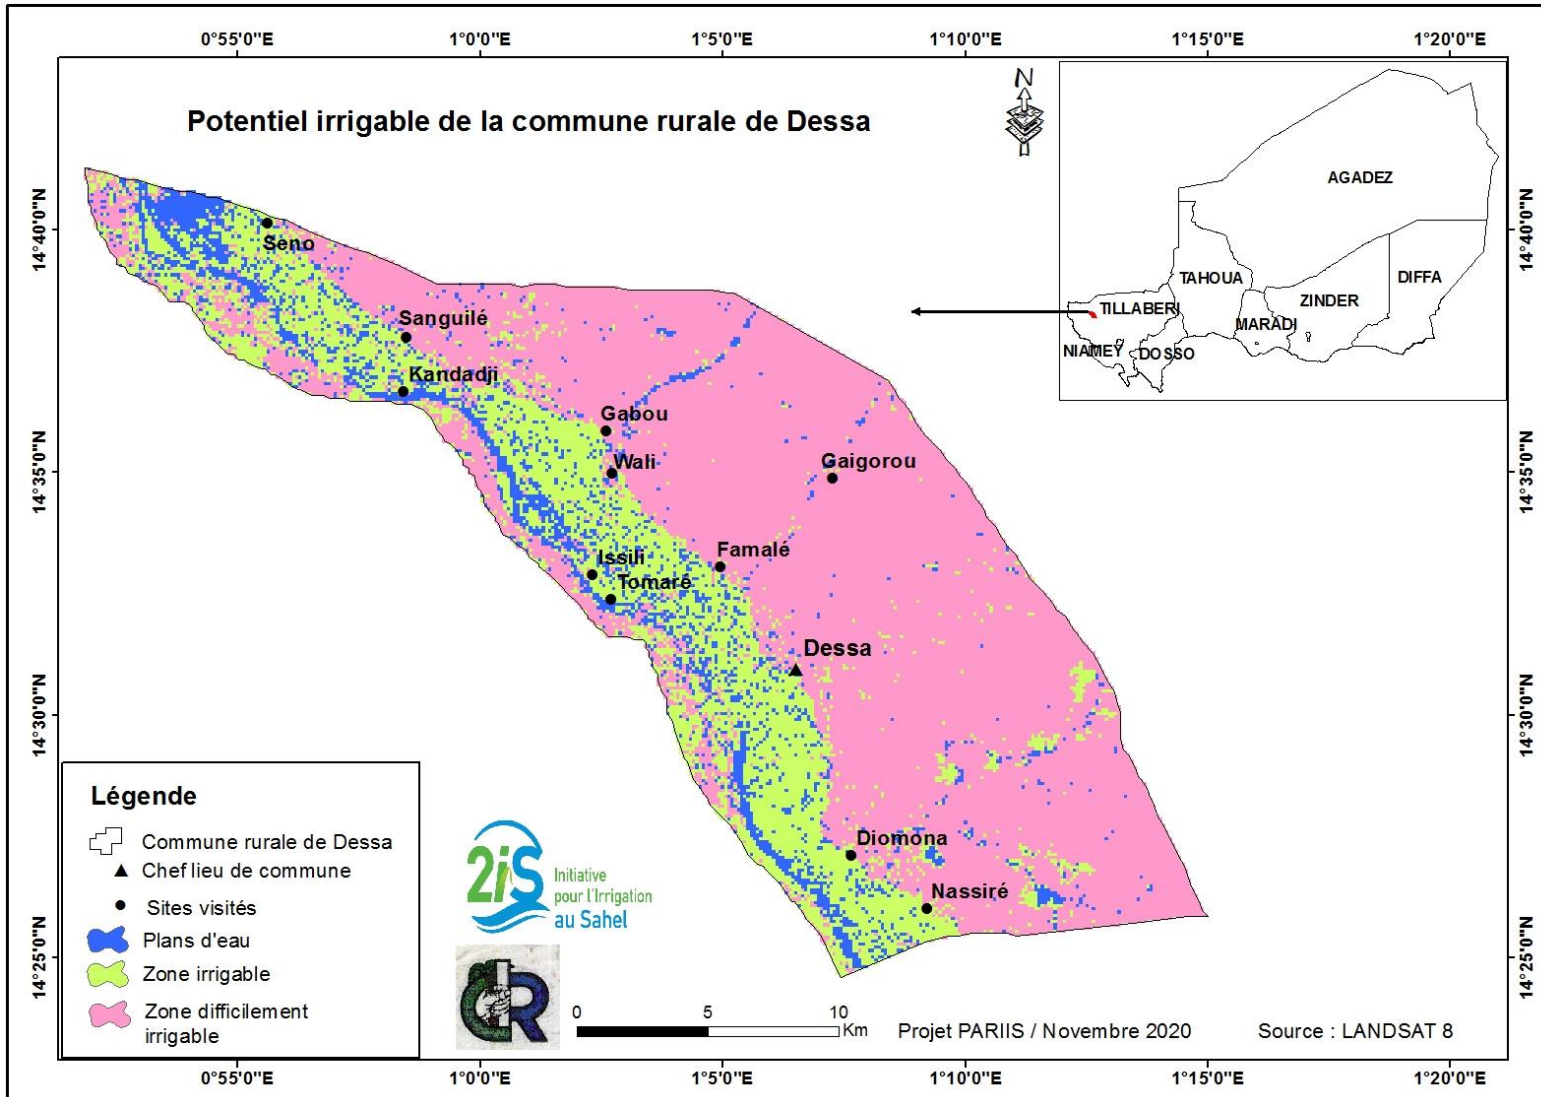 0°55'0"E
1°0'0"E
1°5'0"E
1°10'0"E
1°15'0"E
1°20'0"E
Potentiel irrigable de la commune rurale de Dessa
N
AGADEZ
TAHOUA
DIFFA
ZINDER
TILLABERI
MARADI
NIAMEY
DOSSO
14°40'0"N
14°40'0"N
Seno
Sanguilé
Kandadji
Gabou
Wali
Gaigorou
14°35'0"N
14°35'0"N
Famalé
Issili
Tomaré
Dessa
14°30'0"N
14°30'0"N
Diomona
Nassiré
14°25'0"N
14°25'0"N
Légende
Commune rurale de Dessa
Chef lieu de commune
Sites visités
Plans d'eau
Zone irrigable
Zone difficilement
irrigable
2iS
Initiative
pour l'Irrigation
au Sahel
0
5
10
Km
Projet PARIIS / Novembre 2020
Source : LANDSAT 8
0°55'0"E
1°0'0"E
1°5'0"E
1°10'0"E
1°15'0"E
1°20'0"E